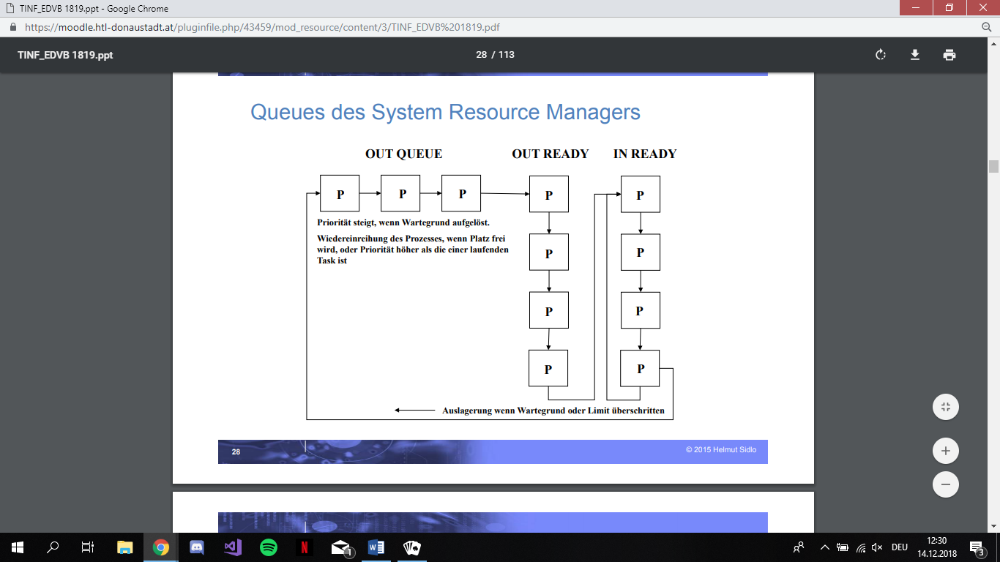 TINF_EDVB 1819.ppt - Google Chrome
https://moodle.htl-donaustadt.at/pluginfile.php/43459/mod_resource/content/3/TINF_EDVB%201819.pdf
TINF_EDVB 1819.ppt
28 / 113
Queues des System Resource Managers
OUT QUEUE OUT READY IN READY
P P P P P
Priorität steigt, wenn Wartegrund aufgelöst.
Wiedereinreihung des Prozesses, wenn Platz frei
wird, oder Priorität höher als die einer laufenden
Task ist
P P
P P
P P
Auslagerung wenn Wartegrund oder Limit überschritten
28
© 2015 Helmut Sidlo
N
1
W
DEU
12:30
14.12.2018
3